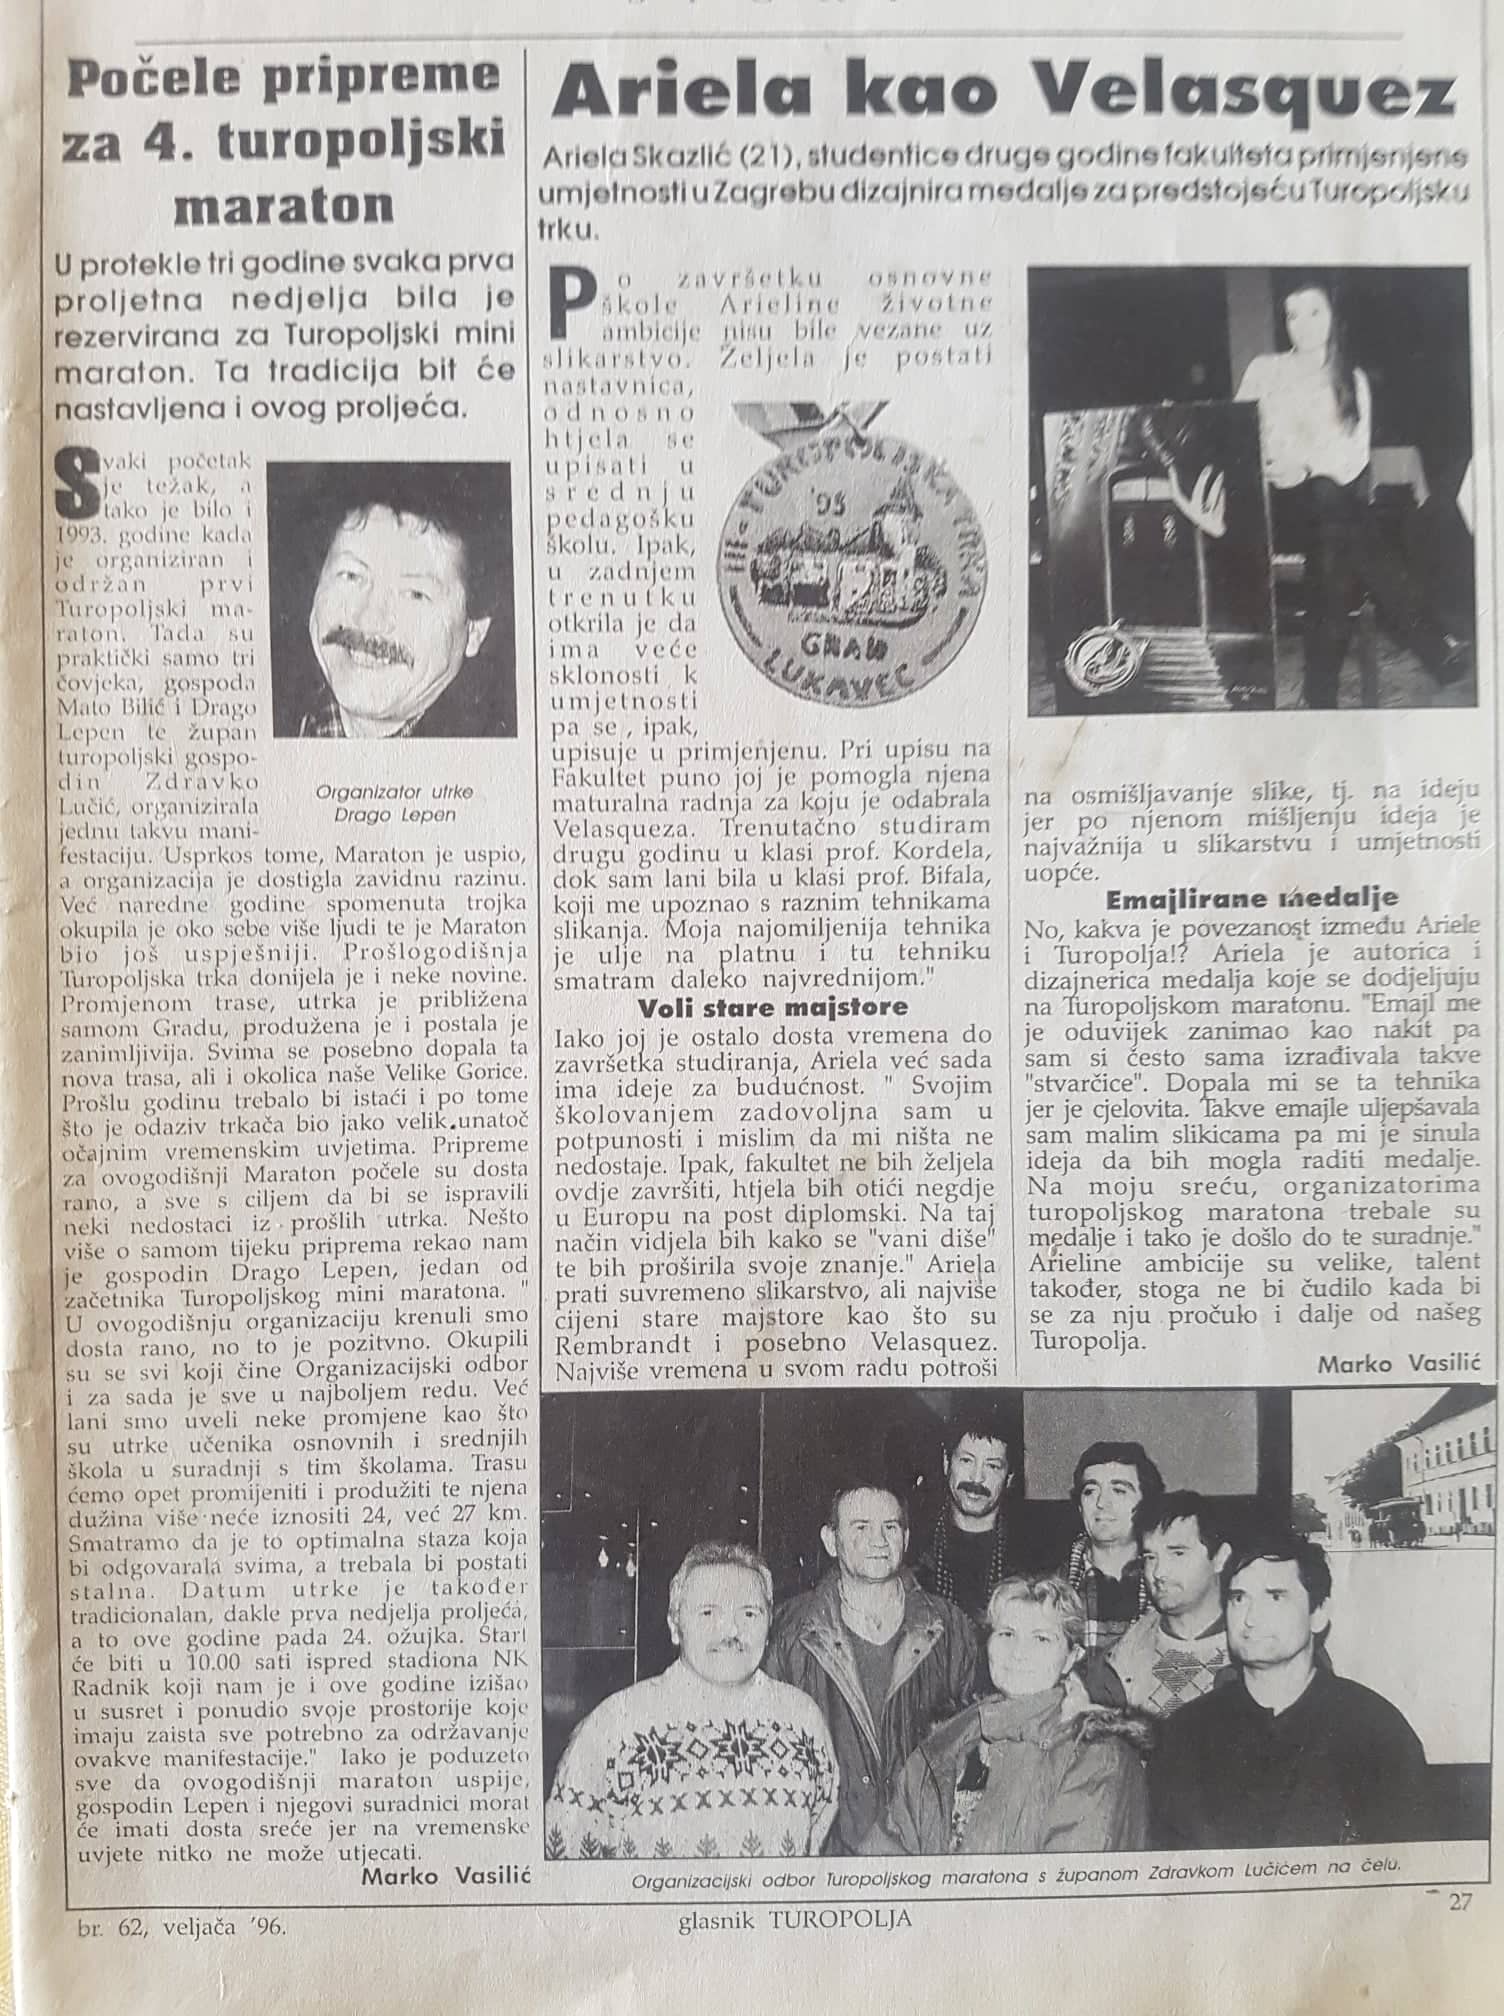 Počele pripreme
za 4. turopoljski
maraton
U protekle tri godine svaka prva
proljetna nedjelja bila je
rezervirana za Turopoljski mini
maraton. Ta tradicija bit će
nastavljena i ovog proljeća.
Svaki početak
je težak, a
tako je bilo i
1993. godine kada
je organiziran i
održan prvi
Turopoljski ma-
raton. Tada su
praktički samo tri
čovjeka, gospoda
Mato Bilić i Drago
Lepen te župan
turopoljski gospo-
din Zdravko
Lučić, organizirala
jednu takvu mani-
festaciju. Usprkos tome, Maraton je uspio,
a organizacija je dostigla zavidnu razinu.
Već naredne godine spomenuta trojka
okupila je oko sebe više ljudi te je Maraton
bio još uspješniji. Prošlogodišnja
Turopoljska trka donijela je i neke novine.
Promjenom trase, utrka je približena
samom Gradu, produžena je i postala je
zanimljivija. Svima se posebno dopala ta
nova trasa, ali i okolica naše Velike Gorice.
Prošlu godinu trebalo bi istaći i po tome
što je odaziv trkača bio jako velik unatoč
očajnim vremenskim uvjetima. Pripreme
za ovogodišnji Maraton počele su dosta
rano, a sve s ciljem da bi se ispravili
neki nedostaci iz prošlih utrka. Nešto
više o samom tijeku priprema rekao nam
je gospodin Drago Lepen, jedan od
začetnika Turopoljskog mini maratona. "
U ovogodišnju organizaciju krenuli smo
dosta rano, no to je pozitvno. Okupili
su se svi koji čine Organizacijski odbor
i za sada je sve u najboljem redu. Već
lani smo uveli neke promjene kao što
su utrke učenika osnovnih i srednjih
škola u suradnji s tim školama. Trasu
ćemo opet promijeniti i produžiti te njena
dužina više neće iznositi 24, već 27 km.
Smatramo da je to optimalna staza koja
bi odgovarala svima, a trebala bi postati
stalna. Datum utrke je također
tradicionalan, dakle prva nedjelja proljeća,
a to ove godine pada 24. ožujka. Start
će biti u 10.00 sati ispred stadiona NK
Radnik koji nam je i ove godine izišao
u susret i ponudio svoje prostorije koje
imaju zaista sve potrebno za održavanje
ovakve manifestacije." Iako je poduzeto
sve da ovogodišnji maraton uspije,
gospodin Lepen i njegovi suradnici morat
će imati dosta sreće jer na vremenske
uvjete nitko ne može utjecati.
Marko Vasilić
Organizator utrke
Drago Lepen
Ariela kao Velasquez
Ariela Skazlić (21), studentice druge godine fakulteta primjenjene
umjetnosti u Zagrebu dizajnira medalje za predstojeću Turopoljsku
trku.
Po završetku osnovne
škole Arieline životne
ambicije nisu bile vezane uz
slikarstvo. Željela je postati
nastavnica,
odnosno
htjela se
upisati u
srednju
pedagošku
školu. Ipak,
u zadnjem
trenutku
otkrila je da
ima veće
sklonosti k
umjetnosti
pa se , ipak,
upisuje u primjenjenu. Pri upisu na
Fakultet puno joj je pomogla njena
maturalna radnja za koju je odabrala
Velasqueza. Trenutačno studiram
drugu godinu u klasi prof. Kordela,
dok sam lani bila u klasi prof. Bifala,
koji me upoznao s raznim tehnikama
slikanja. Moja najomiljenija tehnika
je ulje na platnu i tu tehniku
smatram daleko najvrednijom."
Voli stare majstore
Iako joj je ostalo dosta vremena do
završetka studiranja, Ariela već sada
ima ideje za budućnost. " Svojim
školovanjem zadovoljna sam u
potpunosti i mislim da mi ništa ne
nedostaje. Ipak, fakultet ne bih željela
ovdje završiti, htjela bih otići negdje
u Europu na post diplomski. Na taj
način vidjela bih kako se "vani diše"
te bih proširila svoje znanje." Ariela
prati suvremeno slikarstvo, ali najviše
cijeni stare majstore kao što su
Rembrandt i posebno Velasquez.
Najviše vremena u svom radu potroši
III. TUROPOLJSKA TRKA
'95
GRAD
LUKAVEC
na osmišljavanje slike, tj. na ideju
jer po njenom mišljenju ideja je
najvažnija u slikarstvu i umjetnosti
uopće.
Emajlirane medalje
No, kakva je povezanost između Ariele
i Turopolja!? Ariela je autorica i
dizajnerica medalja koje se dodjeljuju
na Turopoljskom maratonu. "Emajl me
je oduvijek zanimao kao nakit pa
sam si često sama izrađivala takve
"stvarčice". Dopala mi se ta tehnika
jer je cjelovita. Takve emajle uljepšavala
sam malim slikicama pa mi je sinula
ideja da bih mogla raditi medalje.
Na moju sreću, organizatorima
turopoljskog maratona trebale su
medalje i tako je došlo do te suradnje."
Arieline ambicije su velike, talent
također, stoga ne bi čudilo kada bi
se za nju pročulo i dalje od našeg
Turopolja.
Marko Vasilić
Organizacijski odbor Turopoljskog maratona s županom Zdravkom Lučićem na čelu.
27
br. 62, veljača '96.
glasnik TUROPOLJA